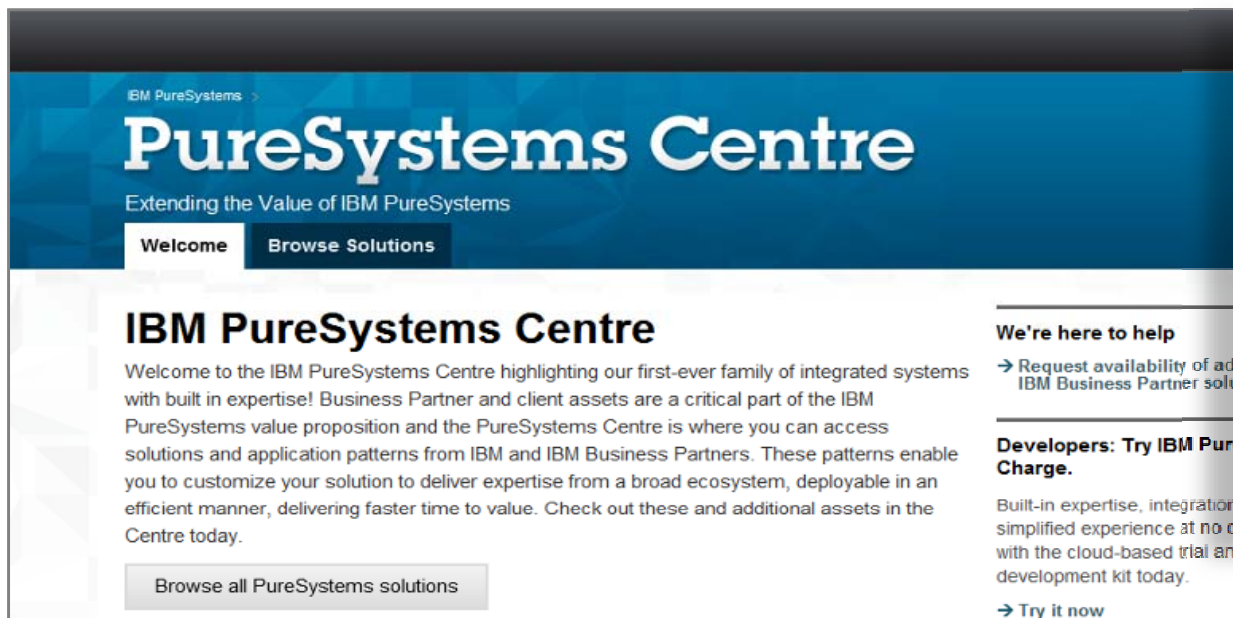 IBM PureSystems >
PureSystems Centre
Extending the Value of IBM PureSystems
Welcome Browse Solutions
IBM PureSystems Centre
Welcome to the IBM PureSystems Centre highlighting our first-ever family of integrated systems
with built in expertise! Business Partner and client assets are a critical part of the IBM
PureSystems value proposition and the PureSystems Centre is where you can access
solutions and application patterns from IBM and IBM Business Partners. These patterns enable
you to customize your solution to deliver expertise from a broad ecosystem, deployable in an
efficient manner, delivering faster time to value. Check out these and additional assets in the
Centre today.
Browse all PureSystems solutions
We're here to help
→ Request availability of
IBM Business Partner
Developers: Try IBM
Charge.
Built-in expertise, integration
simplified experience at no
with the cloud-based trial
development kit today.
→ Try it now